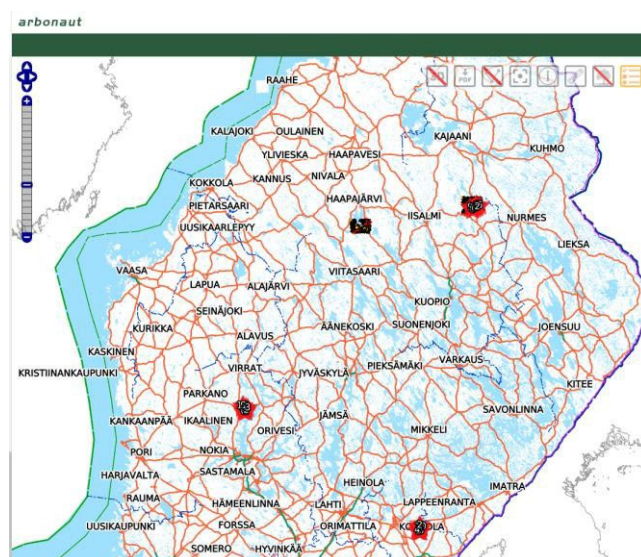 arbonaut
PDF
RAAHE
KALAJOKI OULAINEN KAJAANI
YLIVIESKA HAAPAVESI KUHMO
KANNUS NIVALA
KOKKOLA
PIETARSAARI HAAPAJÄRVI
UUSIKAARLEPYY IISALMI NURMES
LIEKSA
VAASA VIITASAARI
LAPUA ALAJÄRVI
KUOPIO
SEINÄJOKI
KURIKKA ALAVUS ÄÄNEKOSKI SUONENJOKI JOENSUU
KASKINEN
KRISTIINANKAUPUNKI VIRRAT JYVÄSKYLÄ PIEKSÄMÄKI VARKAUS
KITEE
PARKANO
KANKAANPÄÄ IKAALINEN JÄMSÄ SAVONLINNA
ORIVESI MIKKELI
PORI NOKIA
HARJAVALTA SASTAMALA
HEINOLA IMATRA
RAUMA HÄMEENLINNA LAHTI LAPPEENRANTA
UUSIKAUPUNKI FORSSA ORIMATTILA
SOMERO HYVINKÄÄ